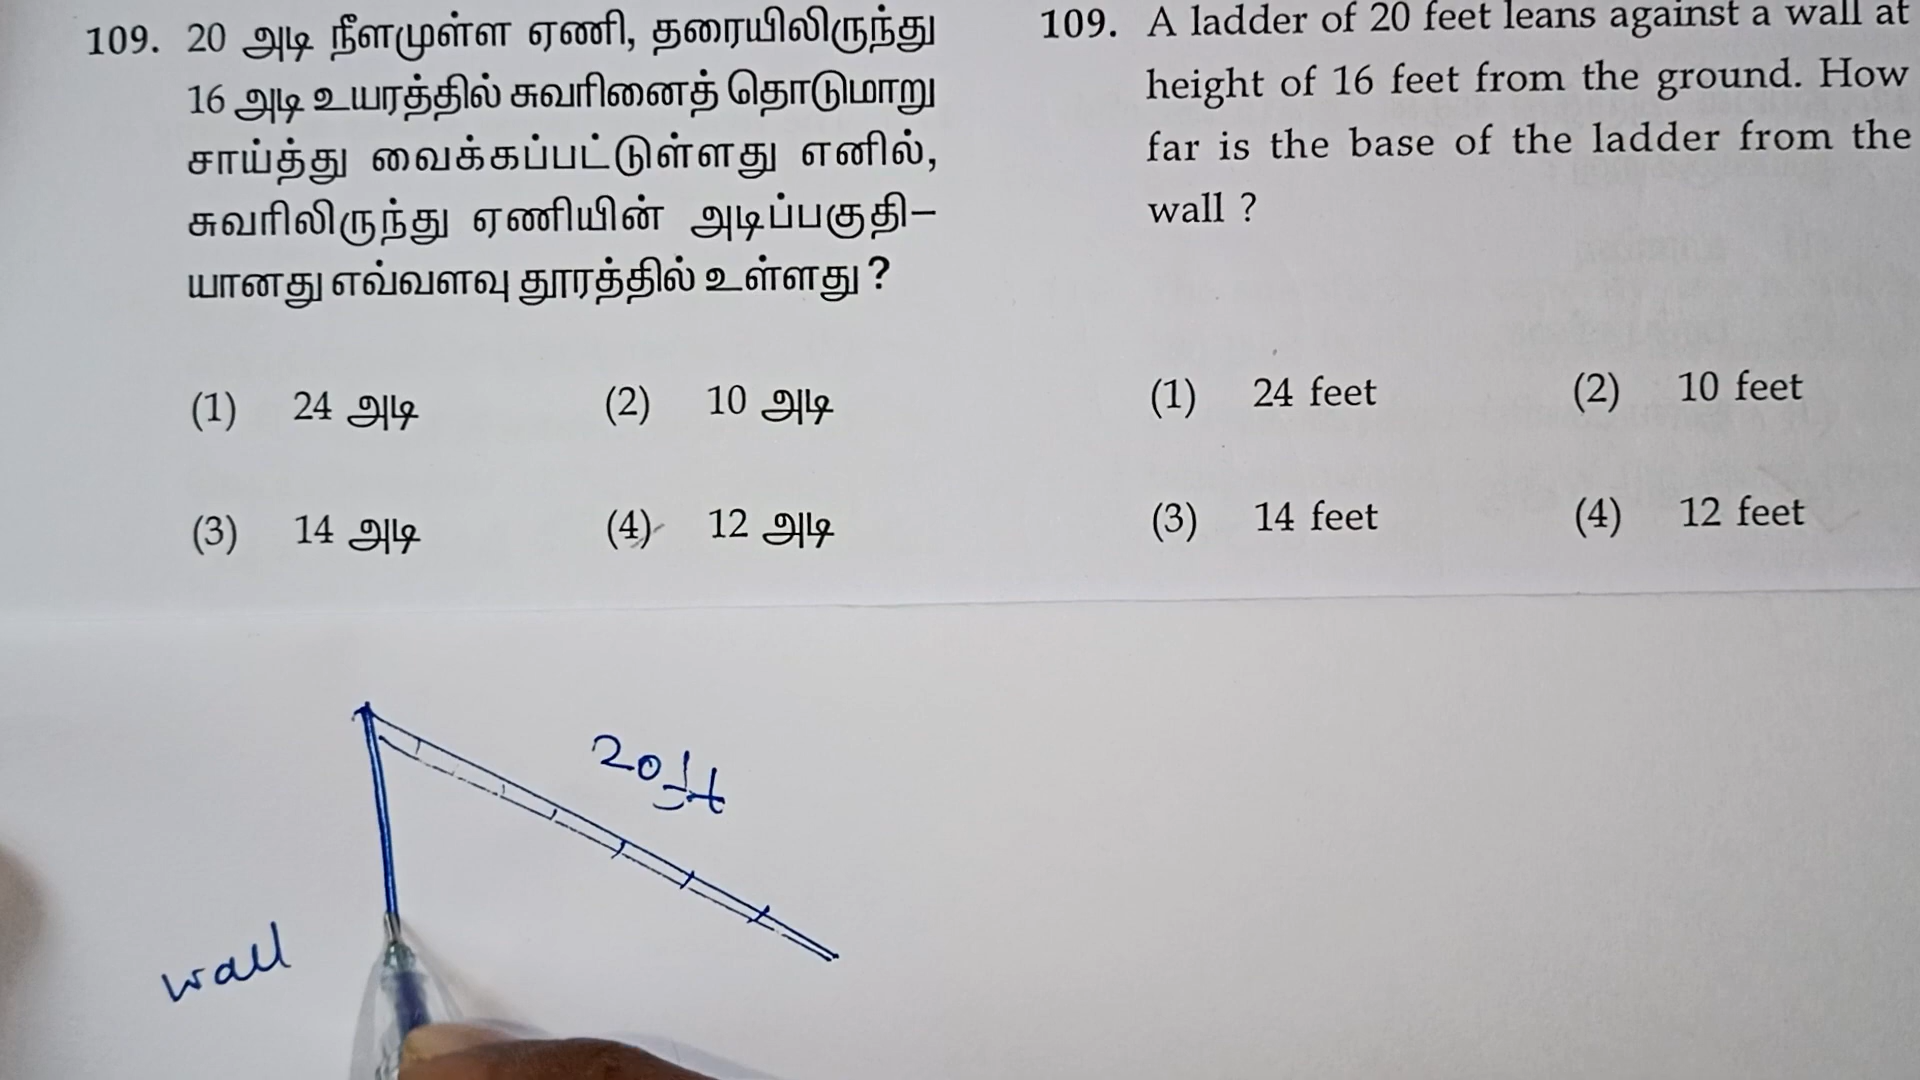 109. 20 அடி நீளமுள்ள ஏணி, தரையிலிருந்து
16 அடி உயரத்தில் சுவரினைத் தொடுமாறு
சாய்த்து வைக்கப்பட்டுள்ளது எனில்,
சுவரிலிருந்து ஏணியின் அடிப்பகுதி-
யானது எவ்வளவு தூரத்தில் உள்ளது ?
(1) 24 அடி (2) 10 அடி
(3) 14 அடி (4) 12 அடி
109. A ladder of 20 feet leans against a wall at
height of 16 feet from the ground. How
far is the base of the ladder from the
wall ?
(1) 24 feet (2) 10 feet
(3) 14 feet (4) 12 feet
20ft
wall